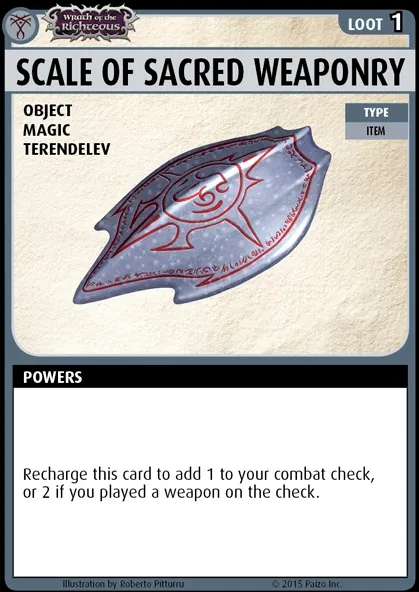 WRATH OF THE
RIGHTEOUS
LOOT 1
SCALE OF SACRED WEAPONRY
OBJECT
MAGIC
TERENDELEV
TYPE
ITEM
POWERS
Recharge this card to add 1 to your combat check,
or 2 if you played a weapon on the check.
Illustration by Roberto Pitturru
© 2015 Paizo Inc.